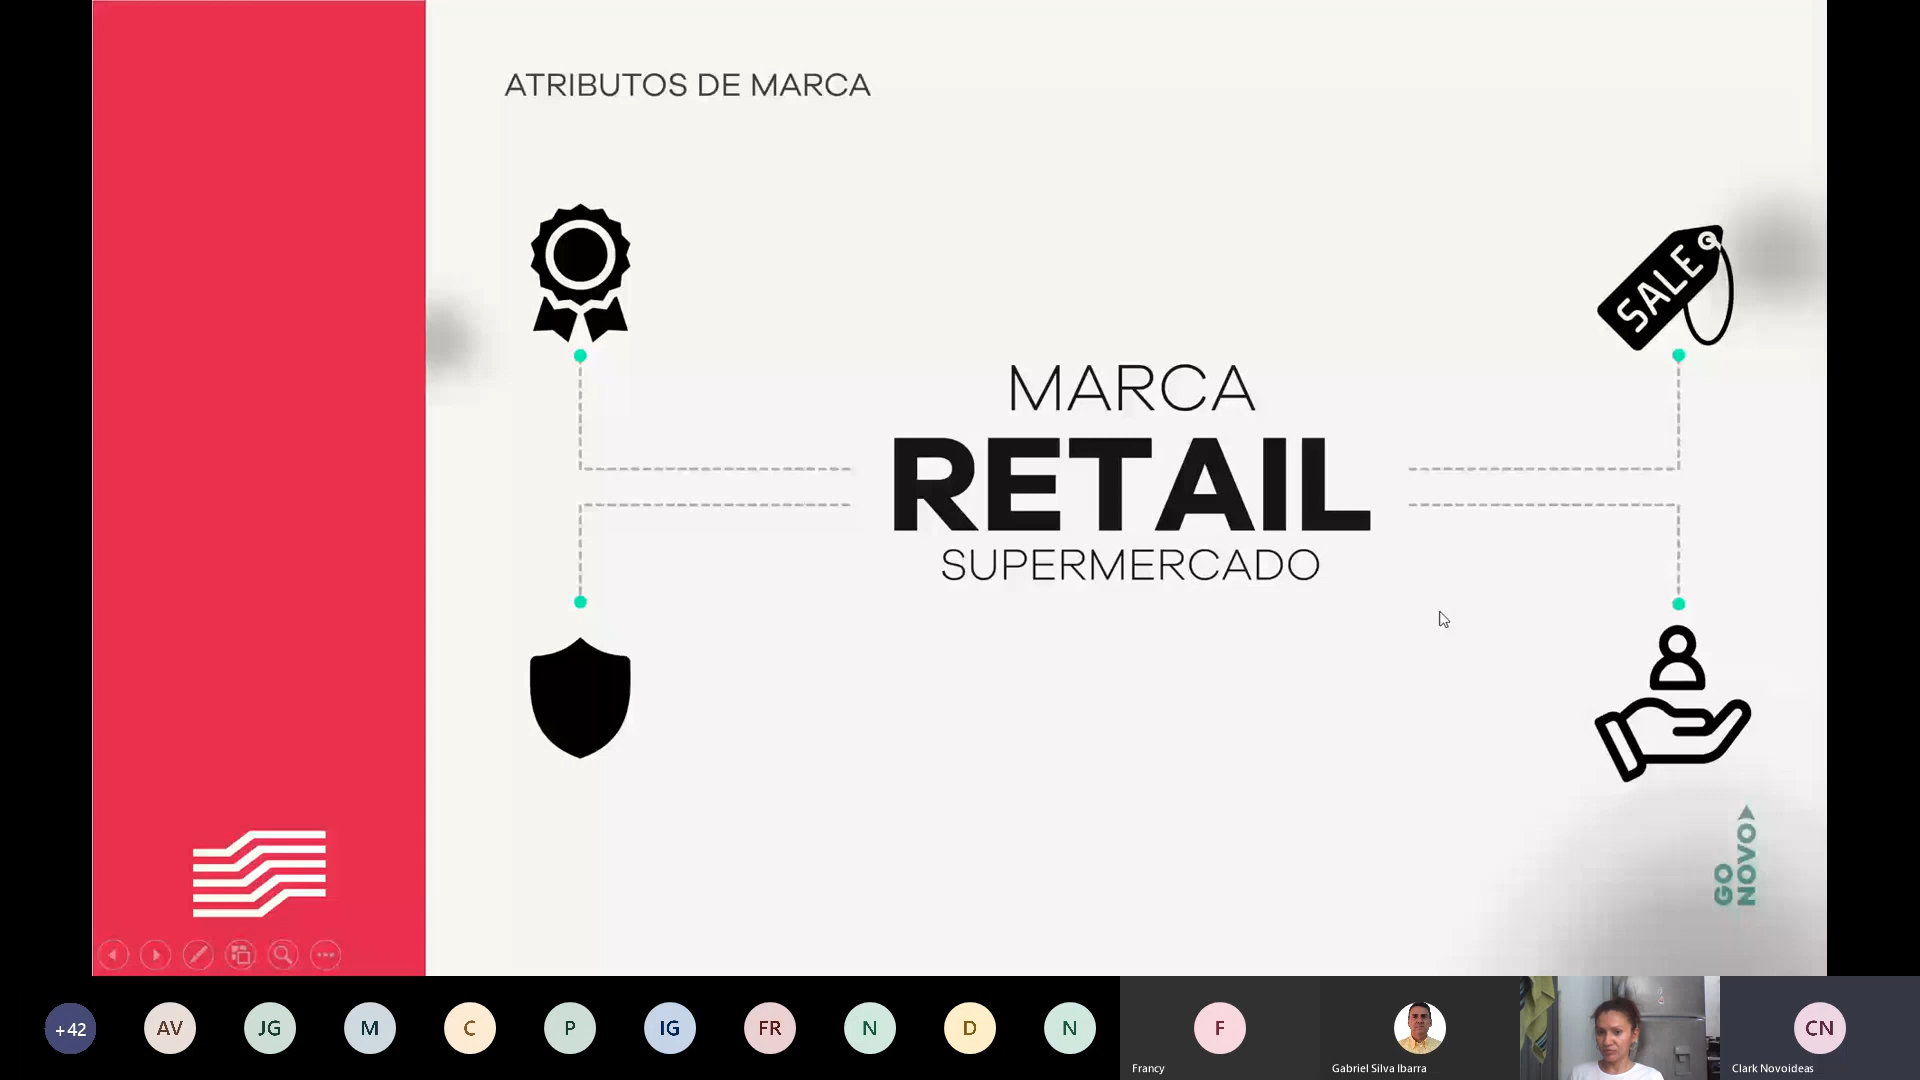 ATRIBUTOS DE MARCA
SALE
MARCA
RETAIL
SUPERMERCADO
GO
NOVO
+42
AV
JG
M
C
P
IG
FR
N
D
N
F
CN
Francy
Gabriel Silva Ibarra
Clark Novoideas